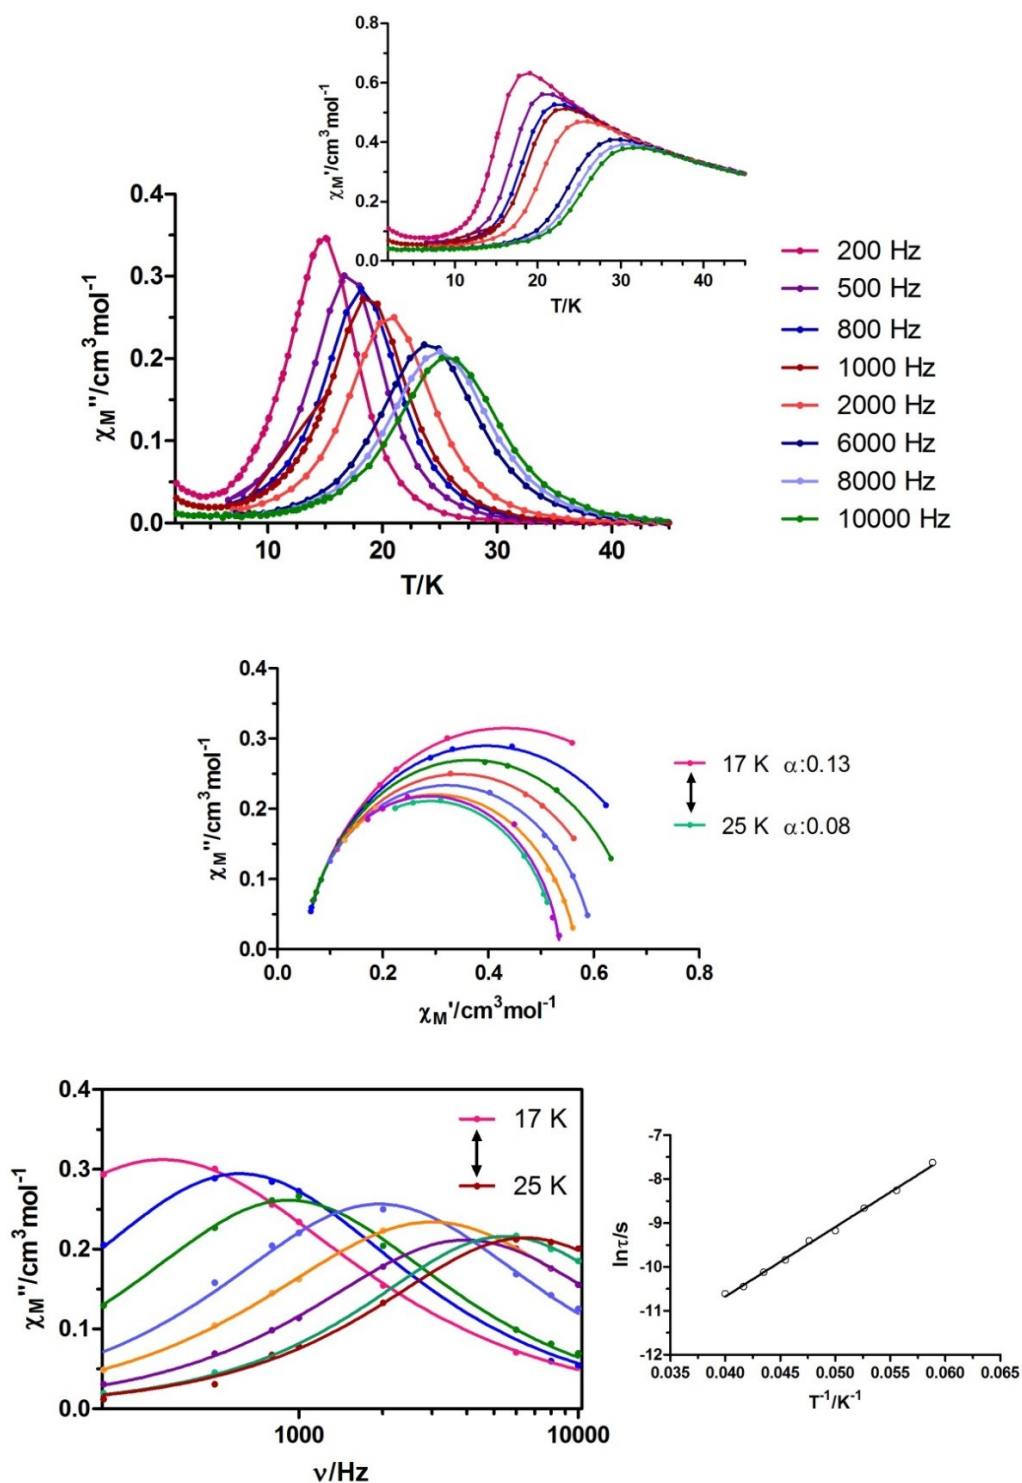 0.8
0.6
0.4
0.2
0.0
χM'/cm3mol-1
10 20 30 40
T/K
0.4
0.3
0.2
0.1
0.0
χM''/cm3mol-1
10 20 30 40
T/K
200 Hz
500 Hz
800 Hz
1000 Hz
2000 Hz
6000 Hz
8000 Hz
10000 Hz
0.4
0.3
0.2
0.1
0.0
χM''/cm3mol-1
0.0 0.2 0.4 0.6 0.8
χM'/cm3mol-1
17 K α:0.13
25 K α:0.08
0.4
0.3
0.2
0.1
0.0
χM''/cm3mol-1
1000 10000
ν/Hz
17 K
25 K
-7
-8
-9
-10
-11
-12
lnτ/s
0.035 0.040 0.045 0.050 0.055 0.060 0.065
T-1/K-1